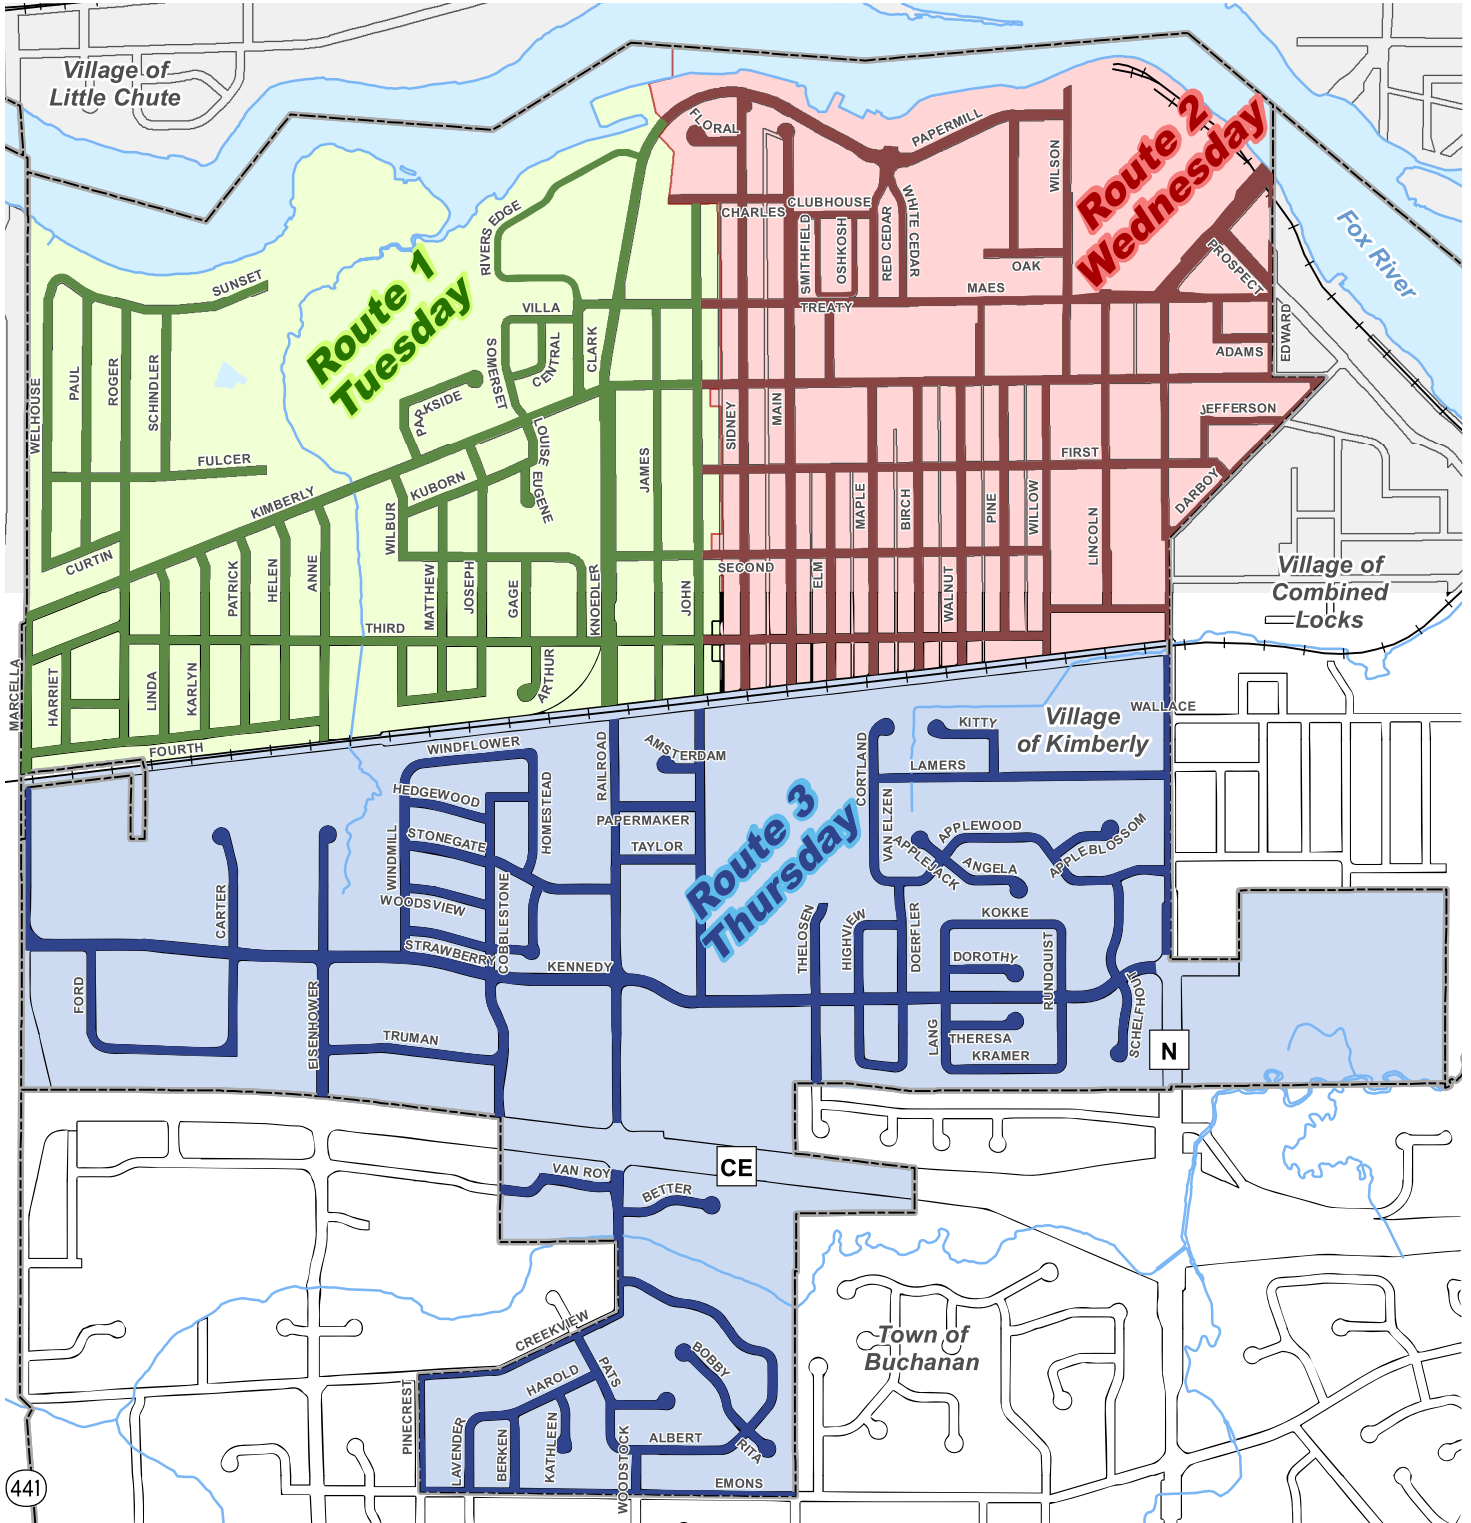 Village of
Little Chute
FLORAL
PAPERMILL
WILSON
Route 2
Wednesday
Fox River
RIVERS EDGE
CHARLES
CLUBHOUSE
SMITHFIELD
OSHKOSH
RED CEDAR
WHITE CEDAR
OAK
PROSPECT
SUNSET
Route 1
Tuesday
VILLA
TREATY
MAES
EDWARD
ADAMS
WELHOUSE
PAUL
ROGER
SCHINDLER
SOMERSET
CENTRAL
CLARK
PARKSIDE
SIDNEY
MAIN
JEFFERSON
FULCER
KIMBERLY
KUBORN
LOUISE
EUGENE
JAMES
FIRST
DARBOY
WILBUR
MAPLE
BIRCH
PINE
WILLOW
LINCOLN
CURTIN
PATRICK
HELEN
ANNE
MATTHEW
JOSEPH
GAGE
KNOEDLER
JOHN
SECOND
ELM
WALNUT
Village of
Combined
Locks
THIRD
MARCELLA
HARRIET
LINDA
KARLYN
ARTHUR
FOURTH
WALLACE
Village
of Kimberly
WINDFLOWER
RAILROAD
AMSTERDAM
CORTLAND
KITTY
LAMERS
HEDGEWOOD
HOMESTEAD
PAPERMAKER
Route 3
Thursday
VAN ELZEN
APPLEWOOD
APPLEBLOSSOM
STONEGATE
TAYLOR
APPLEJACK
ANGELA
WINDMILL
WOODSVIEW
CARTER
COBBLESTONE
THELOSEN
HIGHVIEW
DOERFLER
KOKKE
STRAWBERRY
KENNEDY
DOROTHY
RUNDQUIST
FORD
EISENHOWER
TRUMAN
LANG
THERESA
KRAMER
SCHELFHOUT
N
CE
VAN ROY
BETTER
CREEKVIEW
Town of
Buchanan
PINECREST
HAROLD
PATS
BOBBY
LAVENDER
BERKEN
KATHLEEN
WOODSTOCK
ALBERT
RITA
EMONS
441